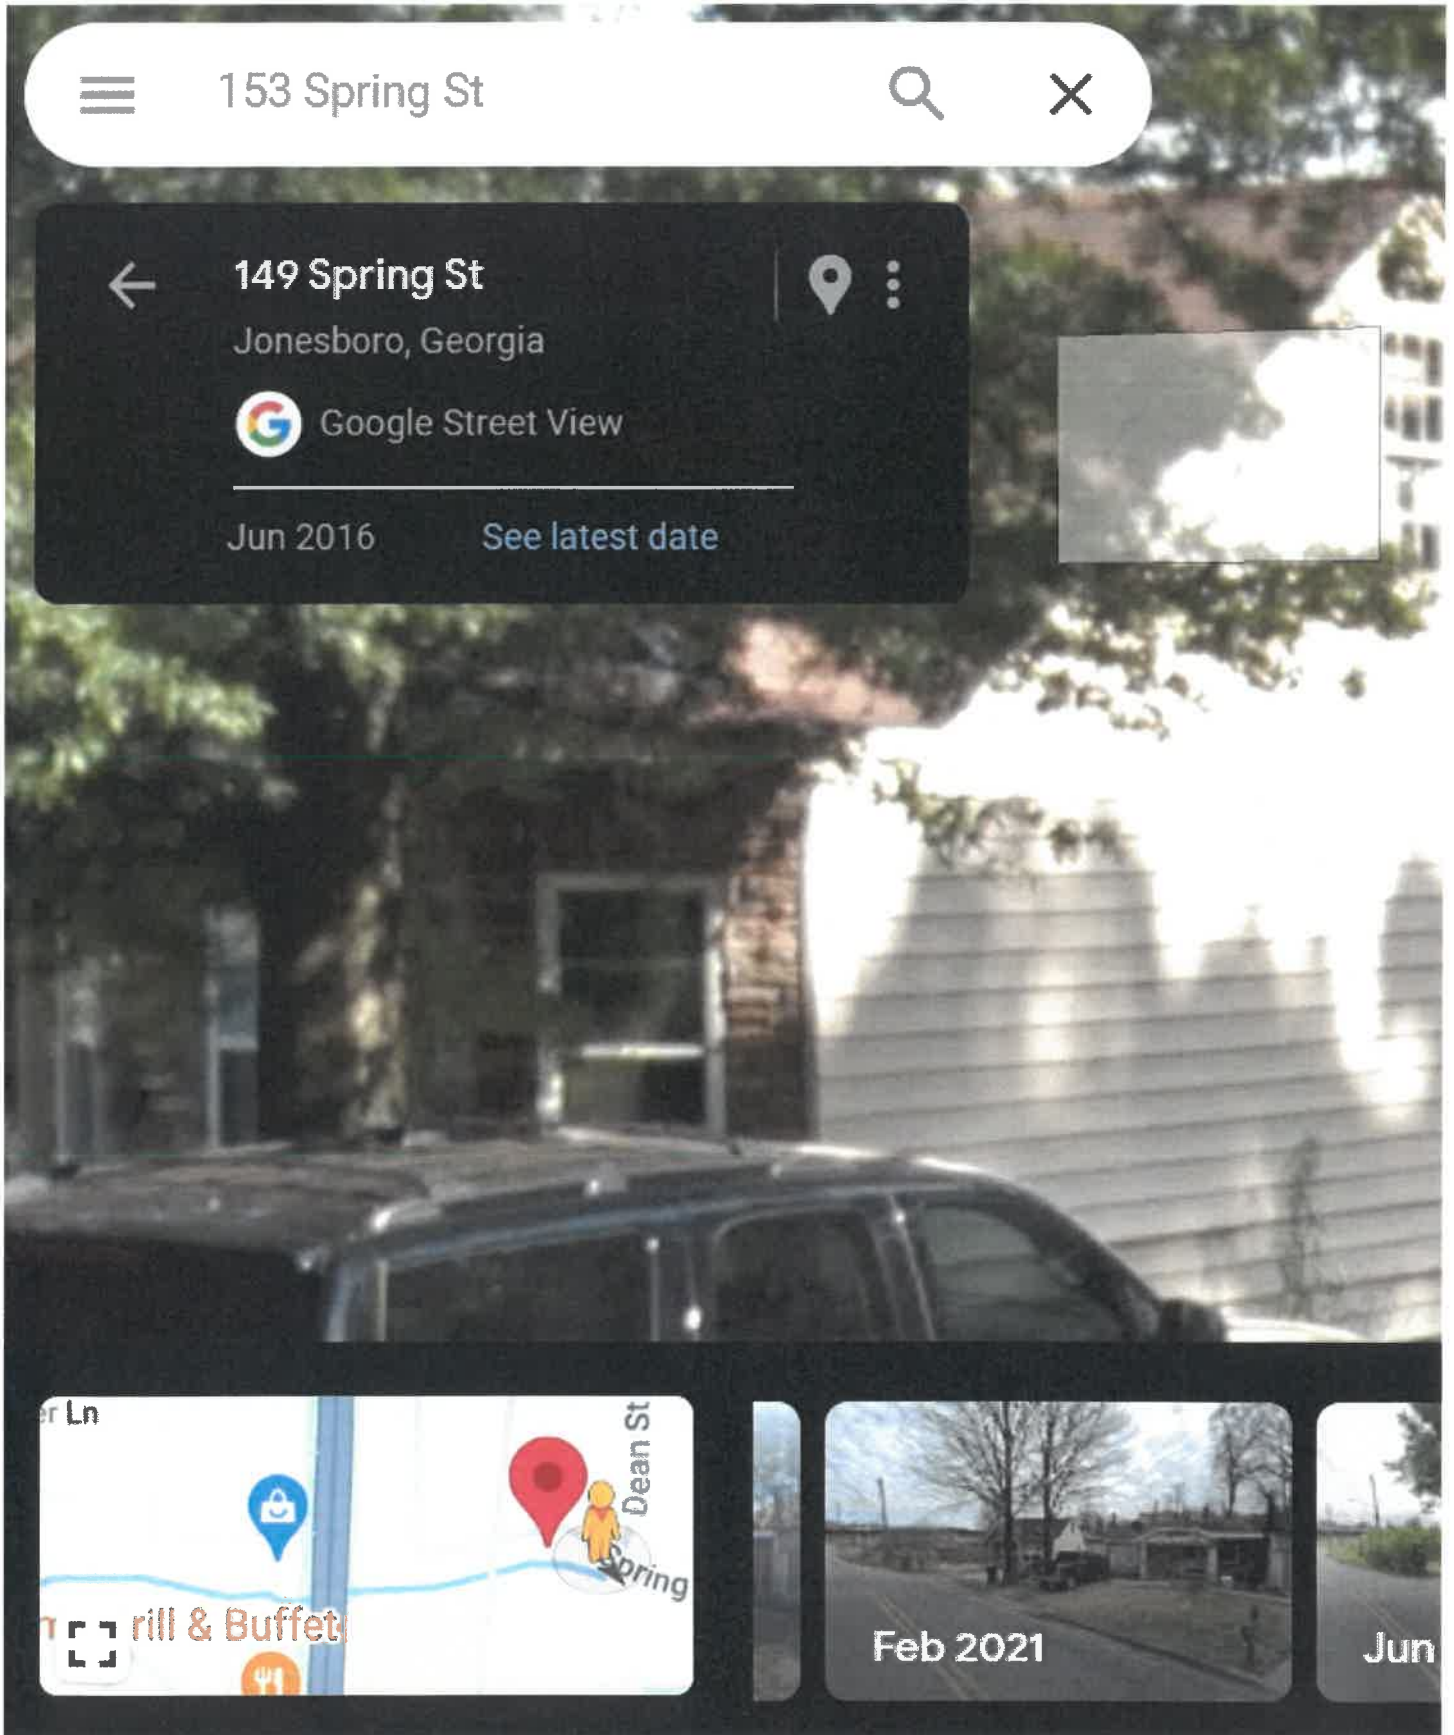 153 Spring St
149 Spring St
Jonesboro, Georgia
Google Street View
Jun 2016
See latest date
er Ln
Dean St
Spring
rill & Buffet
Feb 2021
Jun